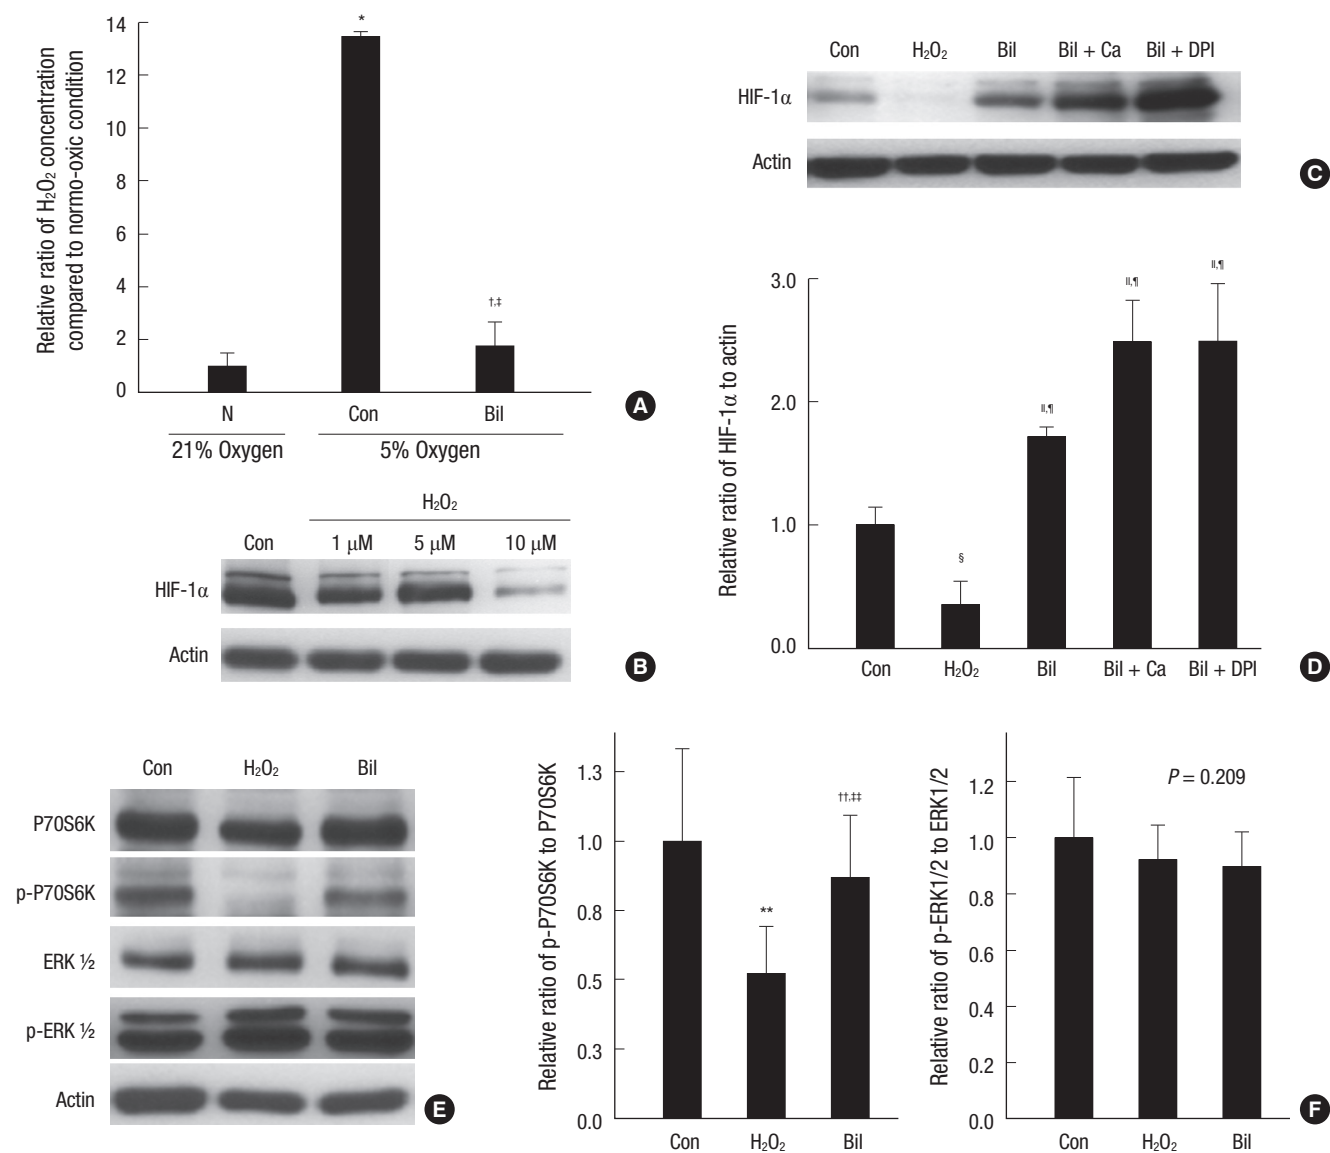 Relative ratio of H₂O₂ concentration
compared to normo-oxic condition
14
12
10
8
6
4
2
0
*
†,‡
N
Con
Bil
21% Oxygen
5% Oxygen
A
H₂O₂
Con
1 μM
5 μM
10 μM
HIF-1α
Actin
B
Con
H₂O₂
Bil
Bil + Ca
Bil + DPI
HIF-1α
Actin
C
Relative ratio of HIF-1α to actin
3.0
2.0
1.0
0.0
§
||,¶
||,¶
||,¶
Con
H₂O₂
Bil
Bil + Ca
Bil + DPI
D
Con
H₂O₂
Bil
P70S6K
p-P70S6K
ERK ½
p-ERK ½
Actin
E
Relative ratio of p-P70S6K to P70S6K
1.3
1.0
0.8
0.5
0.3
0.0
**
††,‡‡
Con
H₂O₂
Bil
Relative ratio of p-ERK1/2 to ERK1/2
1.2
1.0
0.8
0.6
0.4
0.2
0.0
P = 0.209
Con
H₂O₂
Bil
F